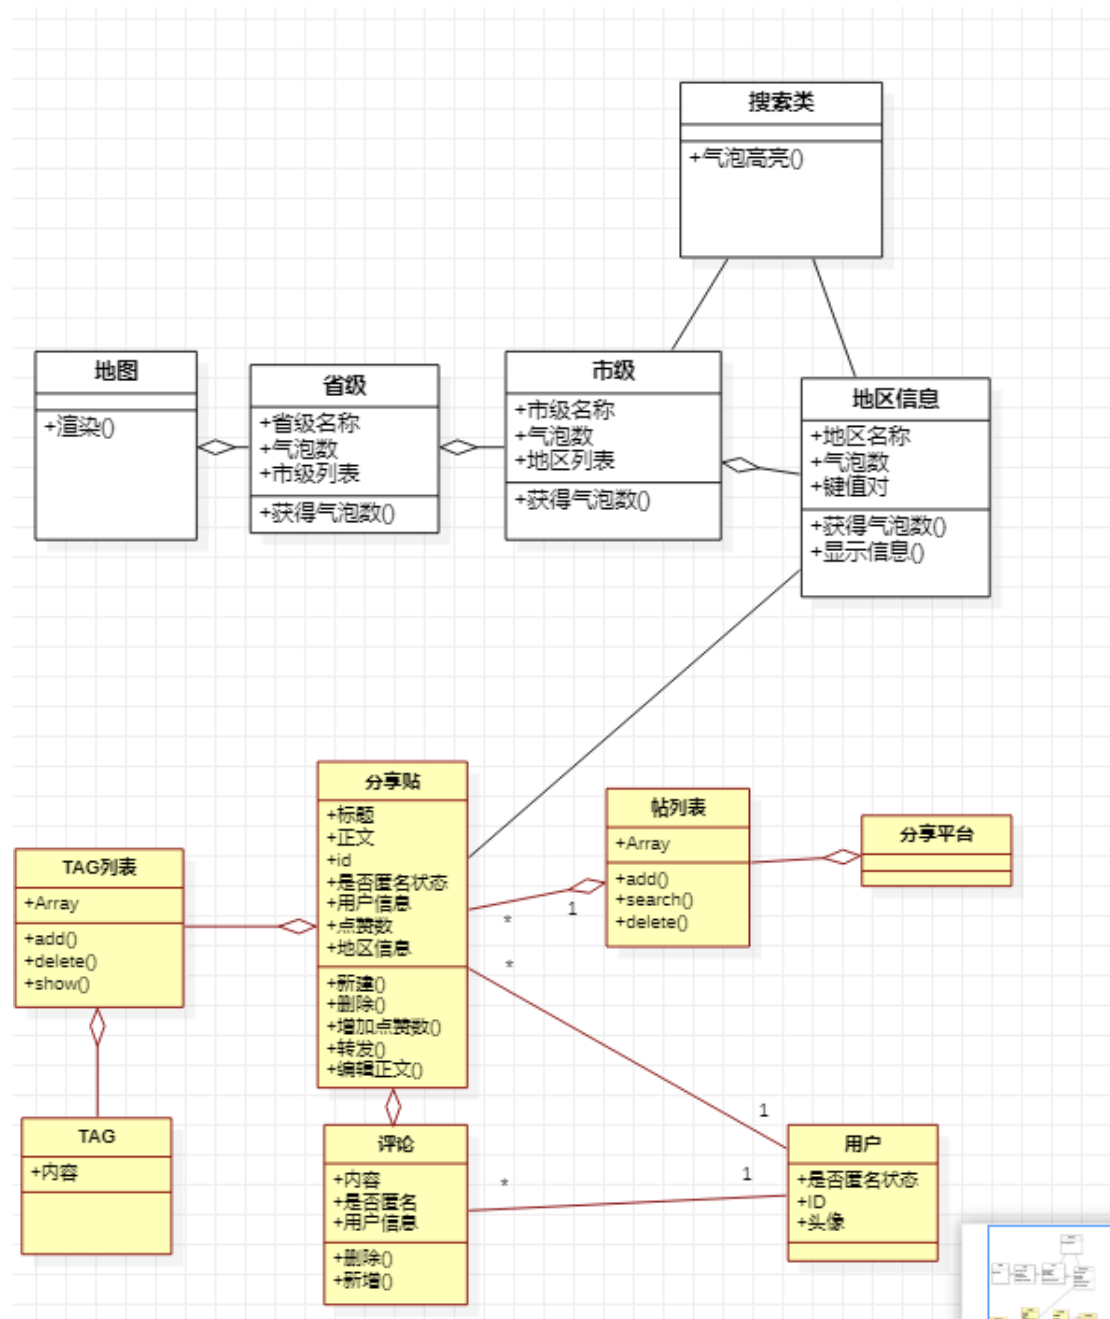 搜索类
+气泡高亮()
地图
+渲染()
省级
+省级名称
+气泡数
+市级列表
+获得气泡数()
市级
+市级名称
+气泡数
+地区列表
+获得气泡数()
地区信息
+地区名称
+气泡数
+键值对
+获得气泡数()
+显示信息()
TAG列表
+Array
+add()
+delete()
+show()
分享贴
+标题
+正文
+id
+是否匿名状态
+用户信息
+点赞数
+地区信息
+新建()
+删除()
+增加点赞数()
+转发()
+编辑正文()
*
1
帖列表
+Array
+add()
+search()
+delete()
分享平台
*
1
TAG
+内容
评论
+内容
+是否匿名
+用户信息
+删除()
+新增()
*
1
用户
+是否匿名状态
+ID
+头像